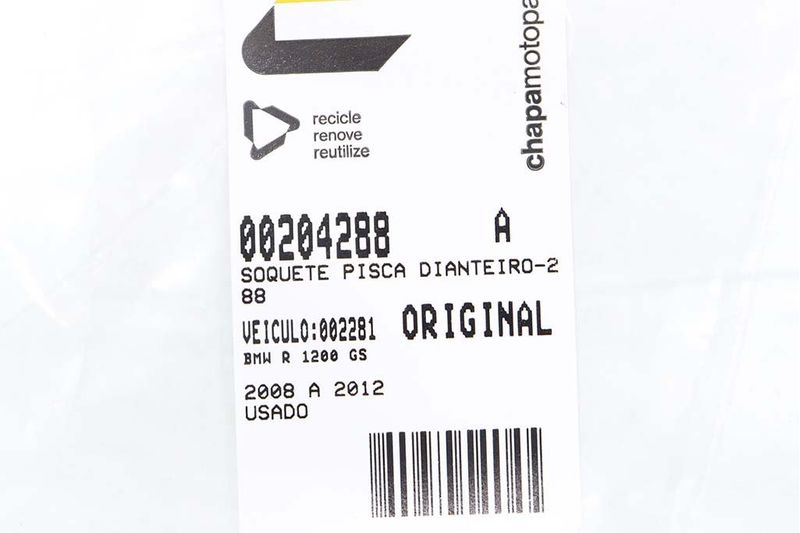 recicle
renove
reutilize
chapamotopa
00204288 A
SOQUETE PISCA DIANTEIRO-2
88
VEICULO:002281 ORIGINAL
BMW R 1200 GS
2008 A 2012
USADO